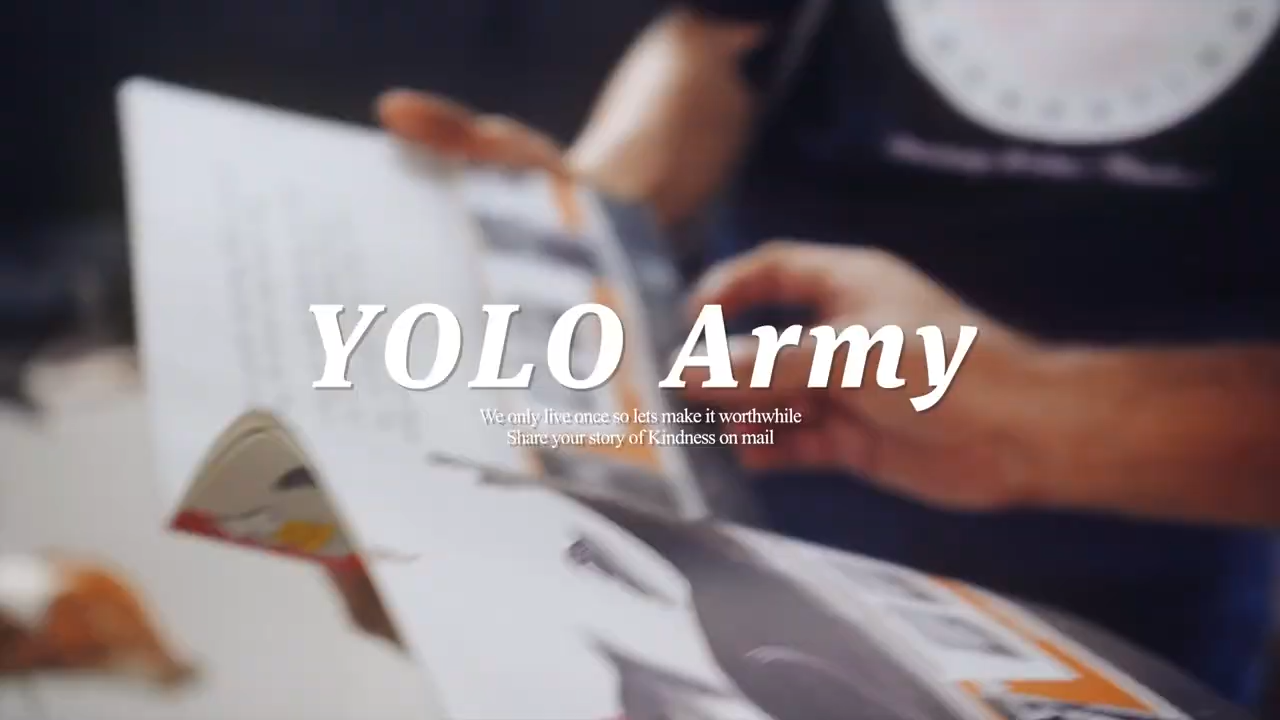 YOLO Army
We only live once so lets make it worthwhile
Share your story of Kindness on mail